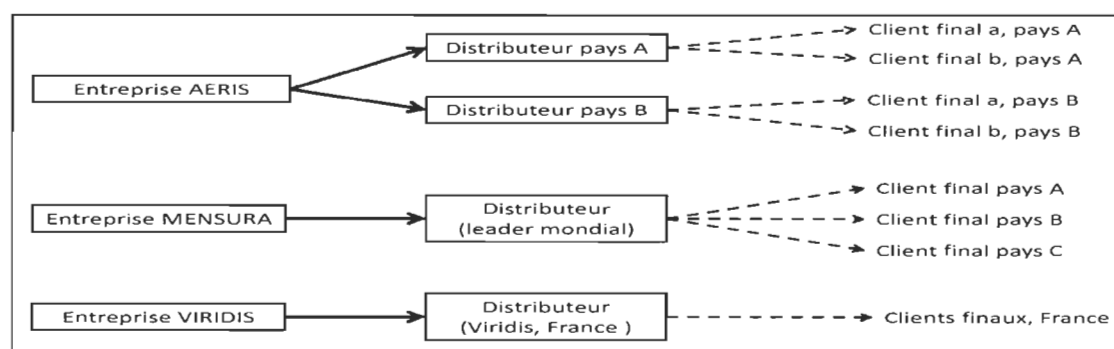 Entreprise AERIS
Distributeur pays A
Client final a, pays A
Client final b, pays A
Distributeur pays B
Client final a, pays B
Client final b, pays B
Entreprise MENSURA
Distributeur
(leader mondial)
Client final pays A
Client final pays B
Client final pays C
Entreprise VIRIDIS
Distributeur
(Viridis, France )
Clients finaux, France